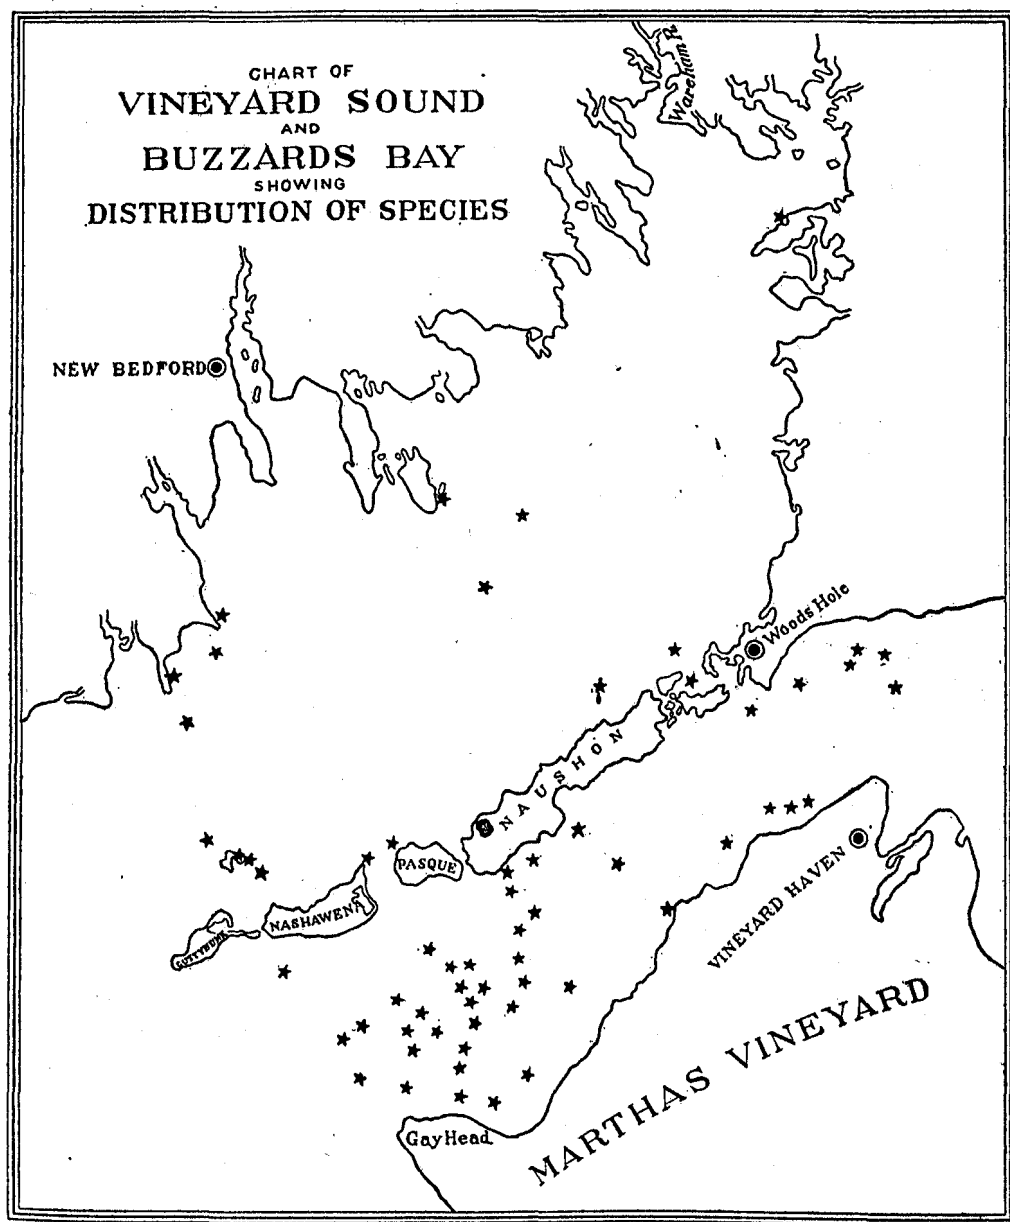 CHART OF
VINEYARD SOUND
AND
BUZZARDS BAY
SHOWING
DISTRIBUTION OF SPECIES
Wareham R.
NEW BEDFORD
Woods Hole
NAUSHON
PASQUE
NASHAWENA
CUTTYHUNK
VINEYARD HAVEN
MARTHAS VINEYARD
Gay Head